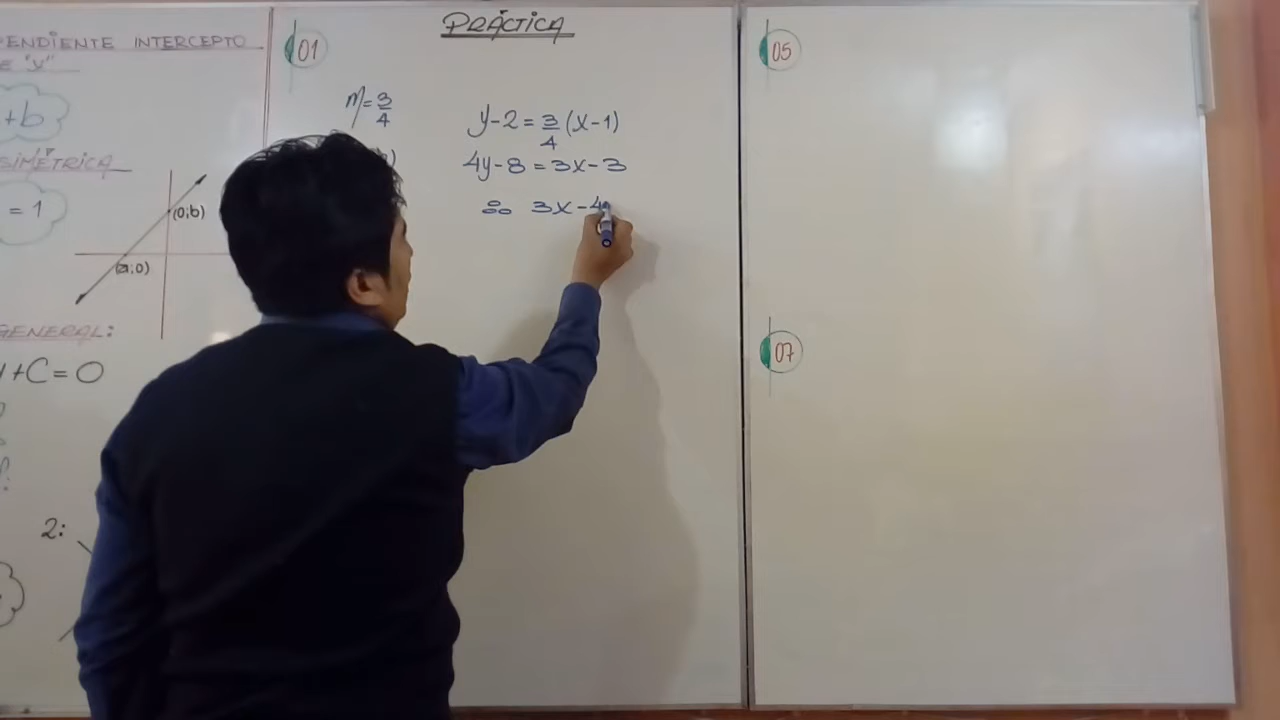 PENDIENTE INTERCEPTO
E "Y"
+b
SIMÉTRICA
= 1
(0;b)
(a;0)
GENERAL:
+C=0
2:
PRÁCTICA
01
m=3/4
y-2=3/4(x-1)
4y-8=3x-3
∴ 3x-4
05
07